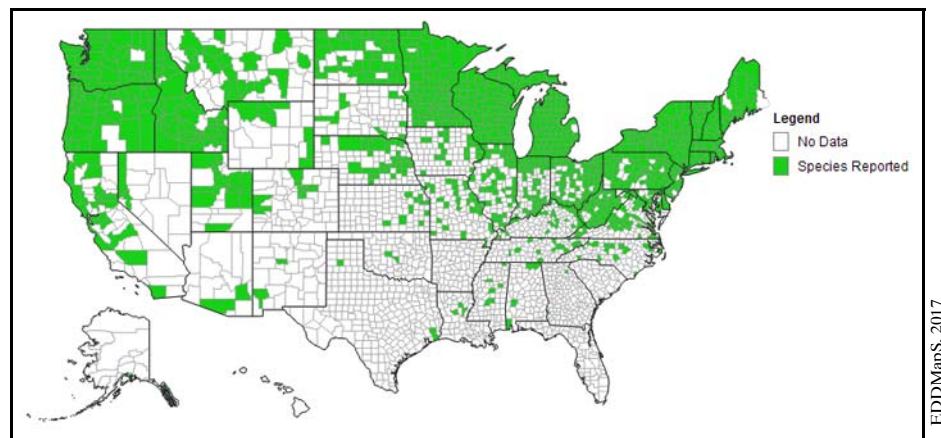 Legend
No Data
Species Reported
EDDMapS, 2017